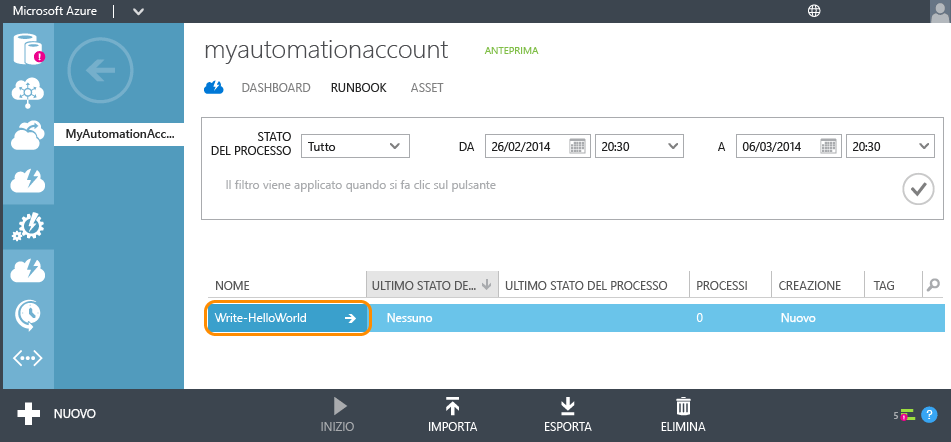 Microsoft Azure
myautomationaccount ANTEPRIMA
DASHBOARD RUNBOOK ASSET
MyAutomationAcc...
STATO DEL PROCESSO Tutto DA 26/02/2014 20:30 A 06/03/2014 20:30
Il filtro viene applicato quando si fa clic sul pulsante
NOME ULTIMO STATO DE... ULTIMO STATO DEL PROCESSO PROCESSI CREAZIONE TAG
Write-HelloWorld Nessuno 0 Nuovo
NUOVO INIZIO IMPORTA ESPORTA ELIMINA 5 ?